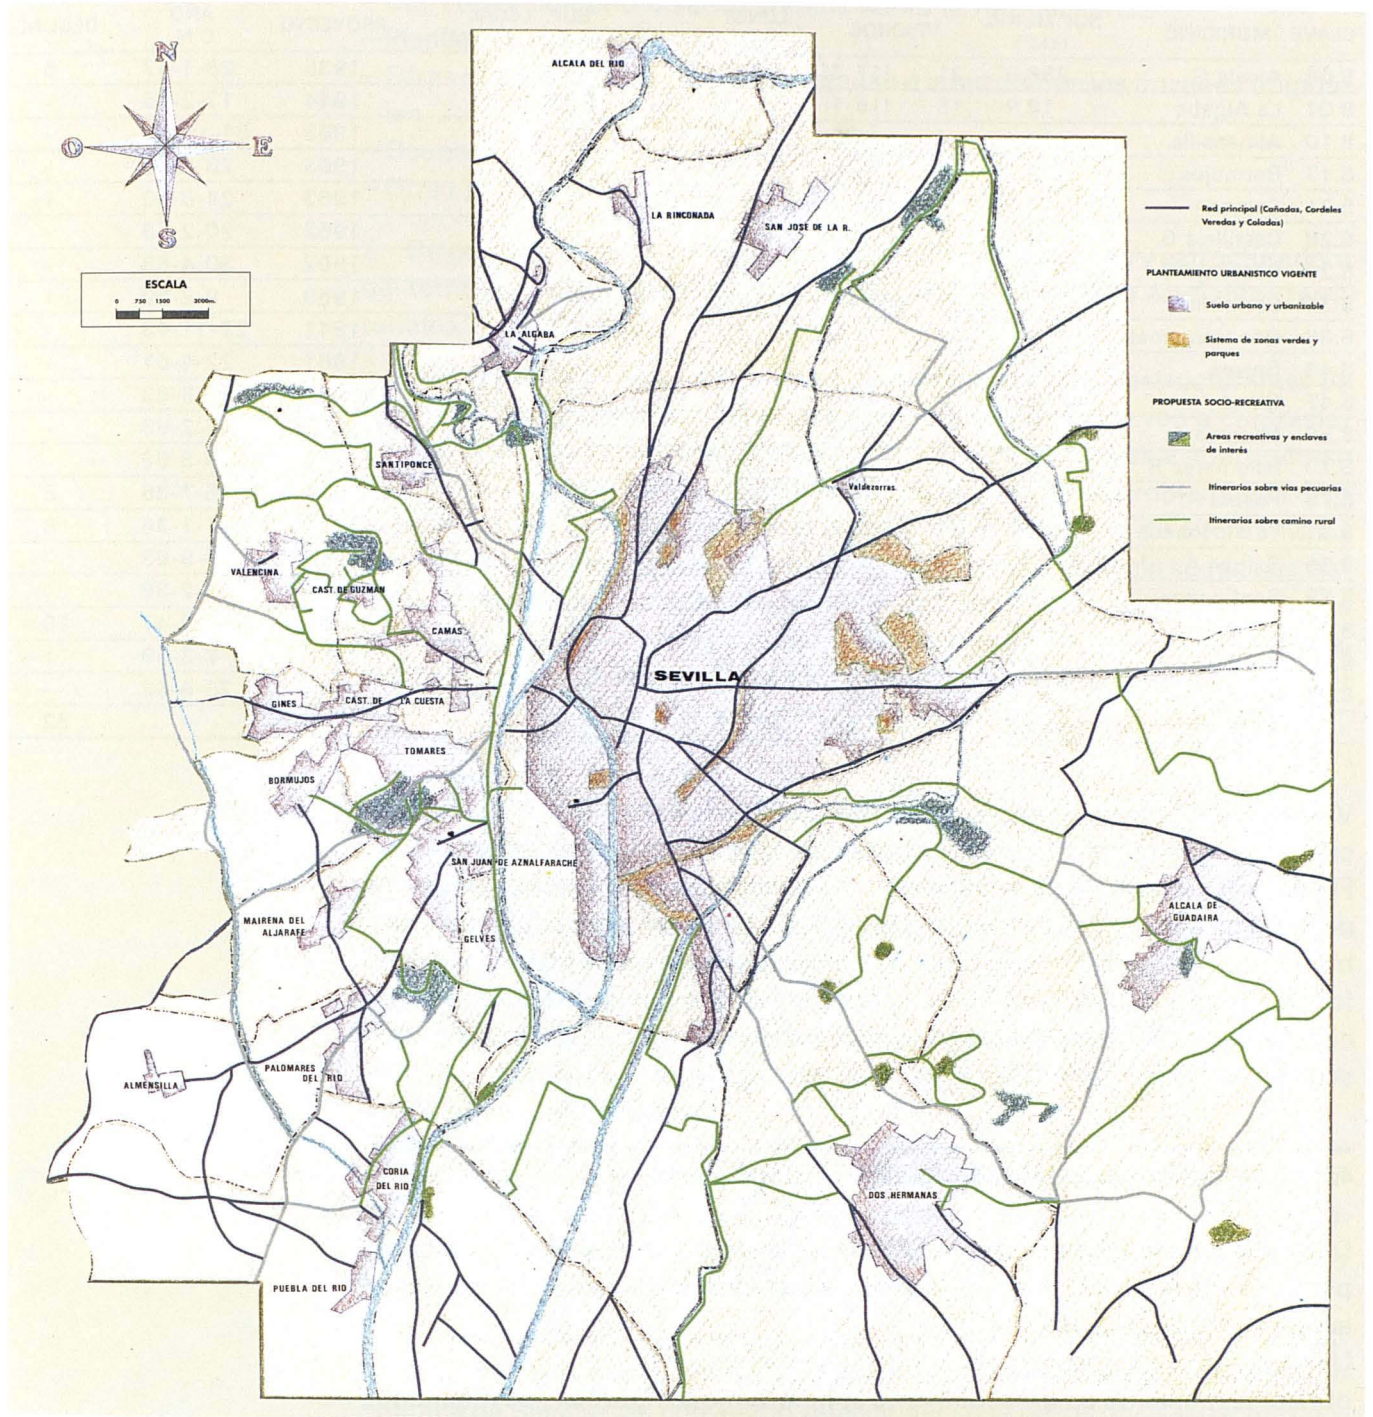 N
O
E
S
ESCALA
0 750 1500 3000m.
Red principal (Cañadas, Cordeles
Veredas y Coladas)
PLANTEAMIENTO URBANISTICO VIGENTE
Suelo urbano y urbanizable
Sistema de zonas verdes y
parques
PROPUESTA SOCIO-RECREATIVA
Areas recreativas y enclaves
de interés
Itinerarios sobre vias pecuarias
Itinerarios sobre camino rural
ALCALA DEL RIO
LA RINCONADA
SAN JOSE DE LA R.
LA ALGABA
SANTIPONCE
Valdezorras
VALENCINA
CAST. DE GUZMAN
CAMAS
SEVILLA
GINES
CAST. DE LA CUESTA
TOMARES
BORMUJOS
SAN JUAN DE AZNALFARACHE
MAIRENA DEL
ALJARAFE
GELVES
ALCALA DE
GUADAIRA
ALMENSILLA
PALOMARES
DEL RIO
CORIA
DEL RIO
DOS HERMANAS
PUEBLA DEL RIO